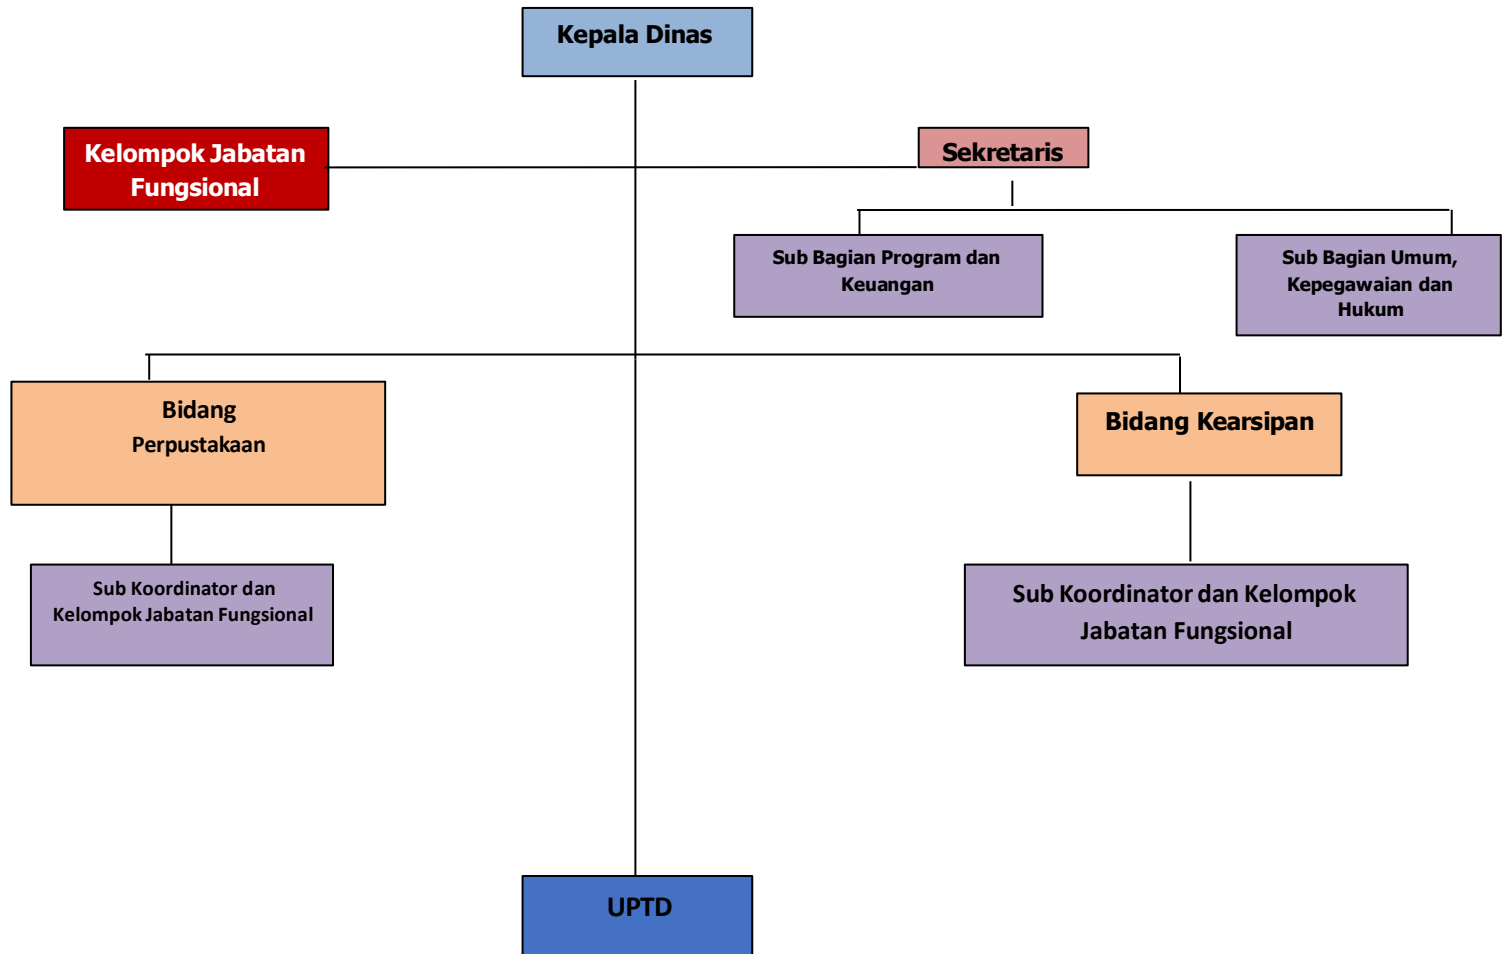 Kepala Dinas
Kelompok Jabatan
Fungsional
Sekretaris
Sub Bagian Program dan
Keuangan
Sub Bagian Umum,
Kepegawaian dan
Hukum
Bidang
Perpustakaan
Bidang Kearsipan
Sub Koordinator dan
Kelompok Jabatan Fungsional
Sub Koordinator dan Kelompok
Jabatan Fungsional
UPTD